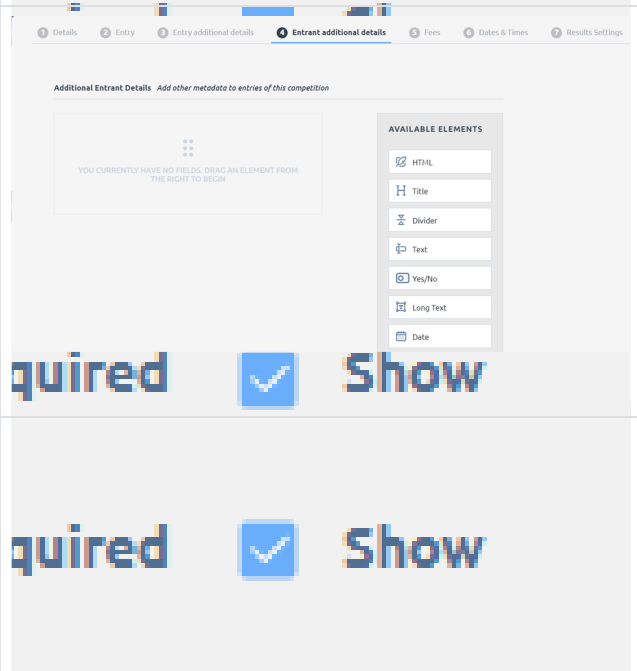 1 Details 2 Entry 3 Entry additional details 4 Entrant additional details 5 Fees 6 Dates & Times 7 Results Settings
Additional Entrant Details Add other metadata to entries of this competition
AVAILABLE ELEMENTS
YOU CURRENTLY HAVE NO FIELDS, DRAG AN ELEMENT FROM
THE RIGHT TO BEGIN
HTML
Title
Divider
Text
Yes/No
Long Text
Date
quired Show
quired Show